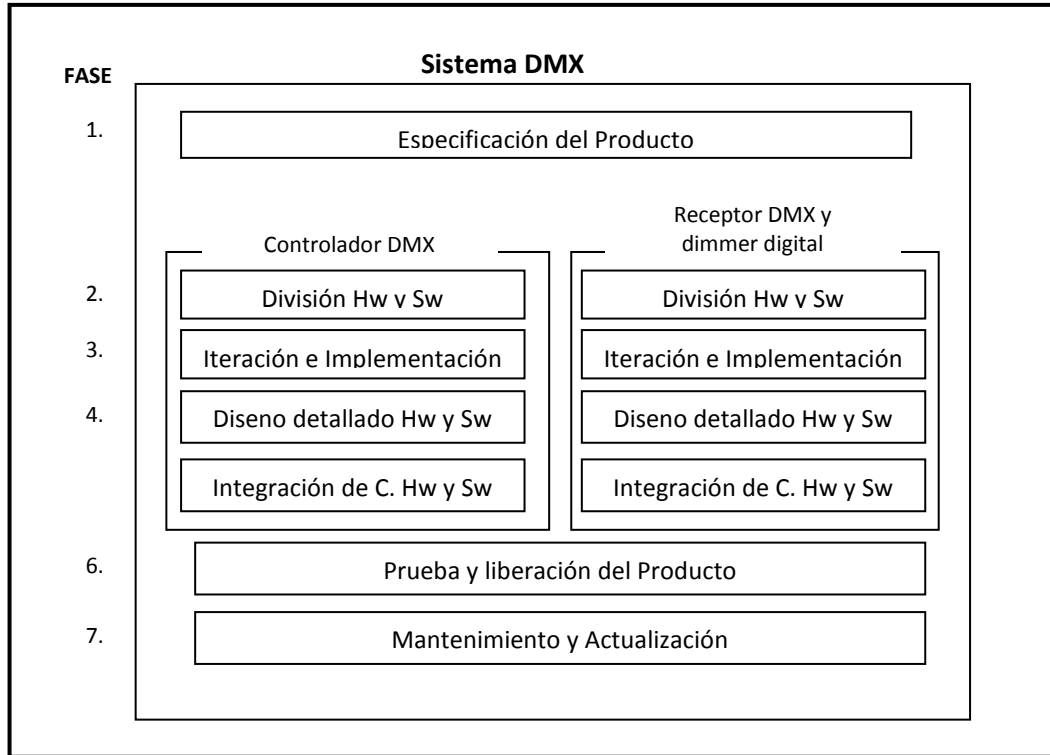 Sistema DMX
FASE
1.
Especificación del Producto
Receptor DMX y
dimmer digital
Controlador DMX
2.
División Hw y Sw
División Hw y Sw
3.
Iteración e Implementación
Iteración e Implementación
4.
Diseno detallado Hw y Sw
Diseno detallado Hw y Sw
Integración de C. Hw y Sw
Integración de C. Hw y Sw
6.
Prueba y liberación del Producto
7.
Mantenimiento y Actualización